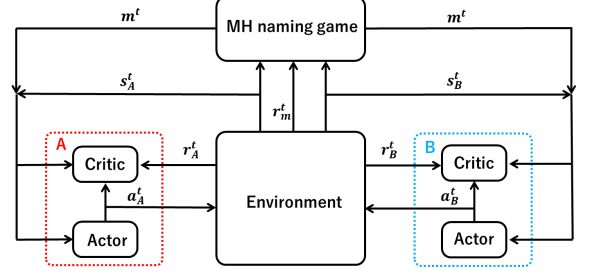 m^t
MH naming game
m^t
s_A^t
s_B^t
r_m^t
A
Critic
r_A^t
r_B^t
B
Critic
a_A^t
Environment
a_B^t
Actor
Actor